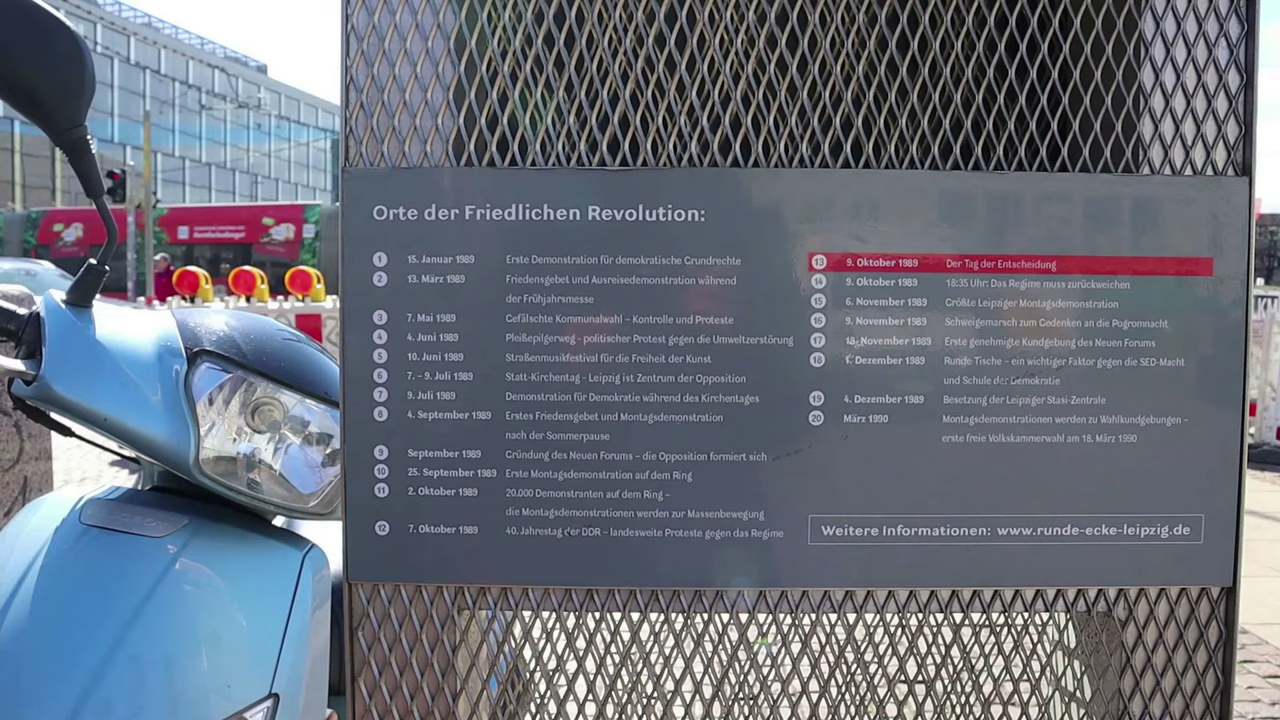 Orte der Friedlichen Revolution:
1 15. Januar 1989 Erste Demonstration für demokratische Grundrechte
2 13. März 1989 Friedensgebet und Ausreisedemonstration während
der Frühjahrsmesse
3 7. Mai 1989 Gefälschte Kommunalwahl – Kontrolle und Proteste
4 4. Juni 1989 Pleißepilgerweg - politischer Protest gegen die Umweltzerstörung
5 10. Juni 1989 Straßenmusikfestival für die Freiheit der Kunst
6 7. – 9. Juli 1989 Statt-Kirchentag - Leipzig ist Zentrum der Opposition
7 9. Juli 1989 Demonstration für Demokratie während des Kirchentages
8 4. September 1989 Erstes Friedensgebet und Montagsdemonstration
nach der Sommerpause
9 September 1989 Gründung des Neuen Forums – die Opposition formiert sich
10 25. September 1989 Erste Montagsdemonstration auf dem Ring
11 2. Oktober 1989 20.000 Demonstranten auf dem Ring –
die Montagsdemonstrationen werden zur Massenbewegung
12 7. Oktober 1989 40. Jahrestag der DDR – landesweite Proteste gegen das Regime
13 9. Oktober 1989 Der Tag der Entscheidung
14 9. Oktober 1989 18:35 Uhr: Das Regime muss zurückweichen
15 6. November 1989 Größte Leipziger Montagsdemonstration
16 9. November 1989 Schweigemarsch zum Gedenken an die Pogromnacht
17 18. November 1989 Erste genehmigte Kundgebung des Neuen Forums
18 1. Dezember 1989 Runde Tische – ein wichtiger Faktor gegen die SED-Macht
und Schule der Demokratie
19 4. Dezember 1989 Besetzung der Leipziger Stasi-Zentrale
20 März 1990 Montagsdemonstrationen werden zu Wahlkundgebungen –
erste freie Volkskammerwahl am 18. März 1990
Weitere Informationen: www.runde-ecke-leipzig.de